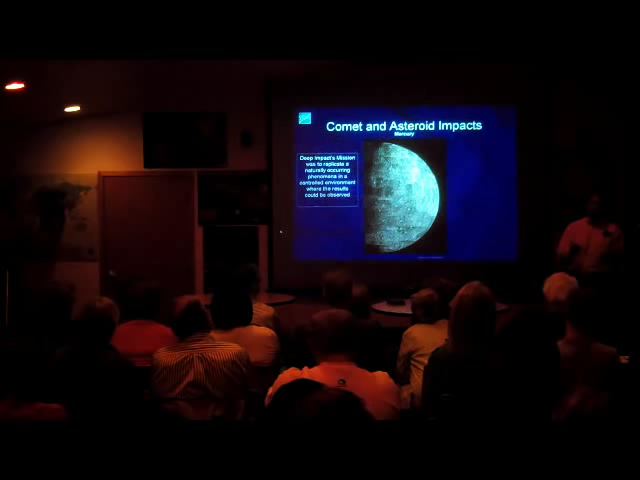 Comet and Asteroid Impacts
Mercury
Deep Impact's Mission
was to replicate a
naturally occurring
phenomena in a
controlled environment
where the results
could be observed